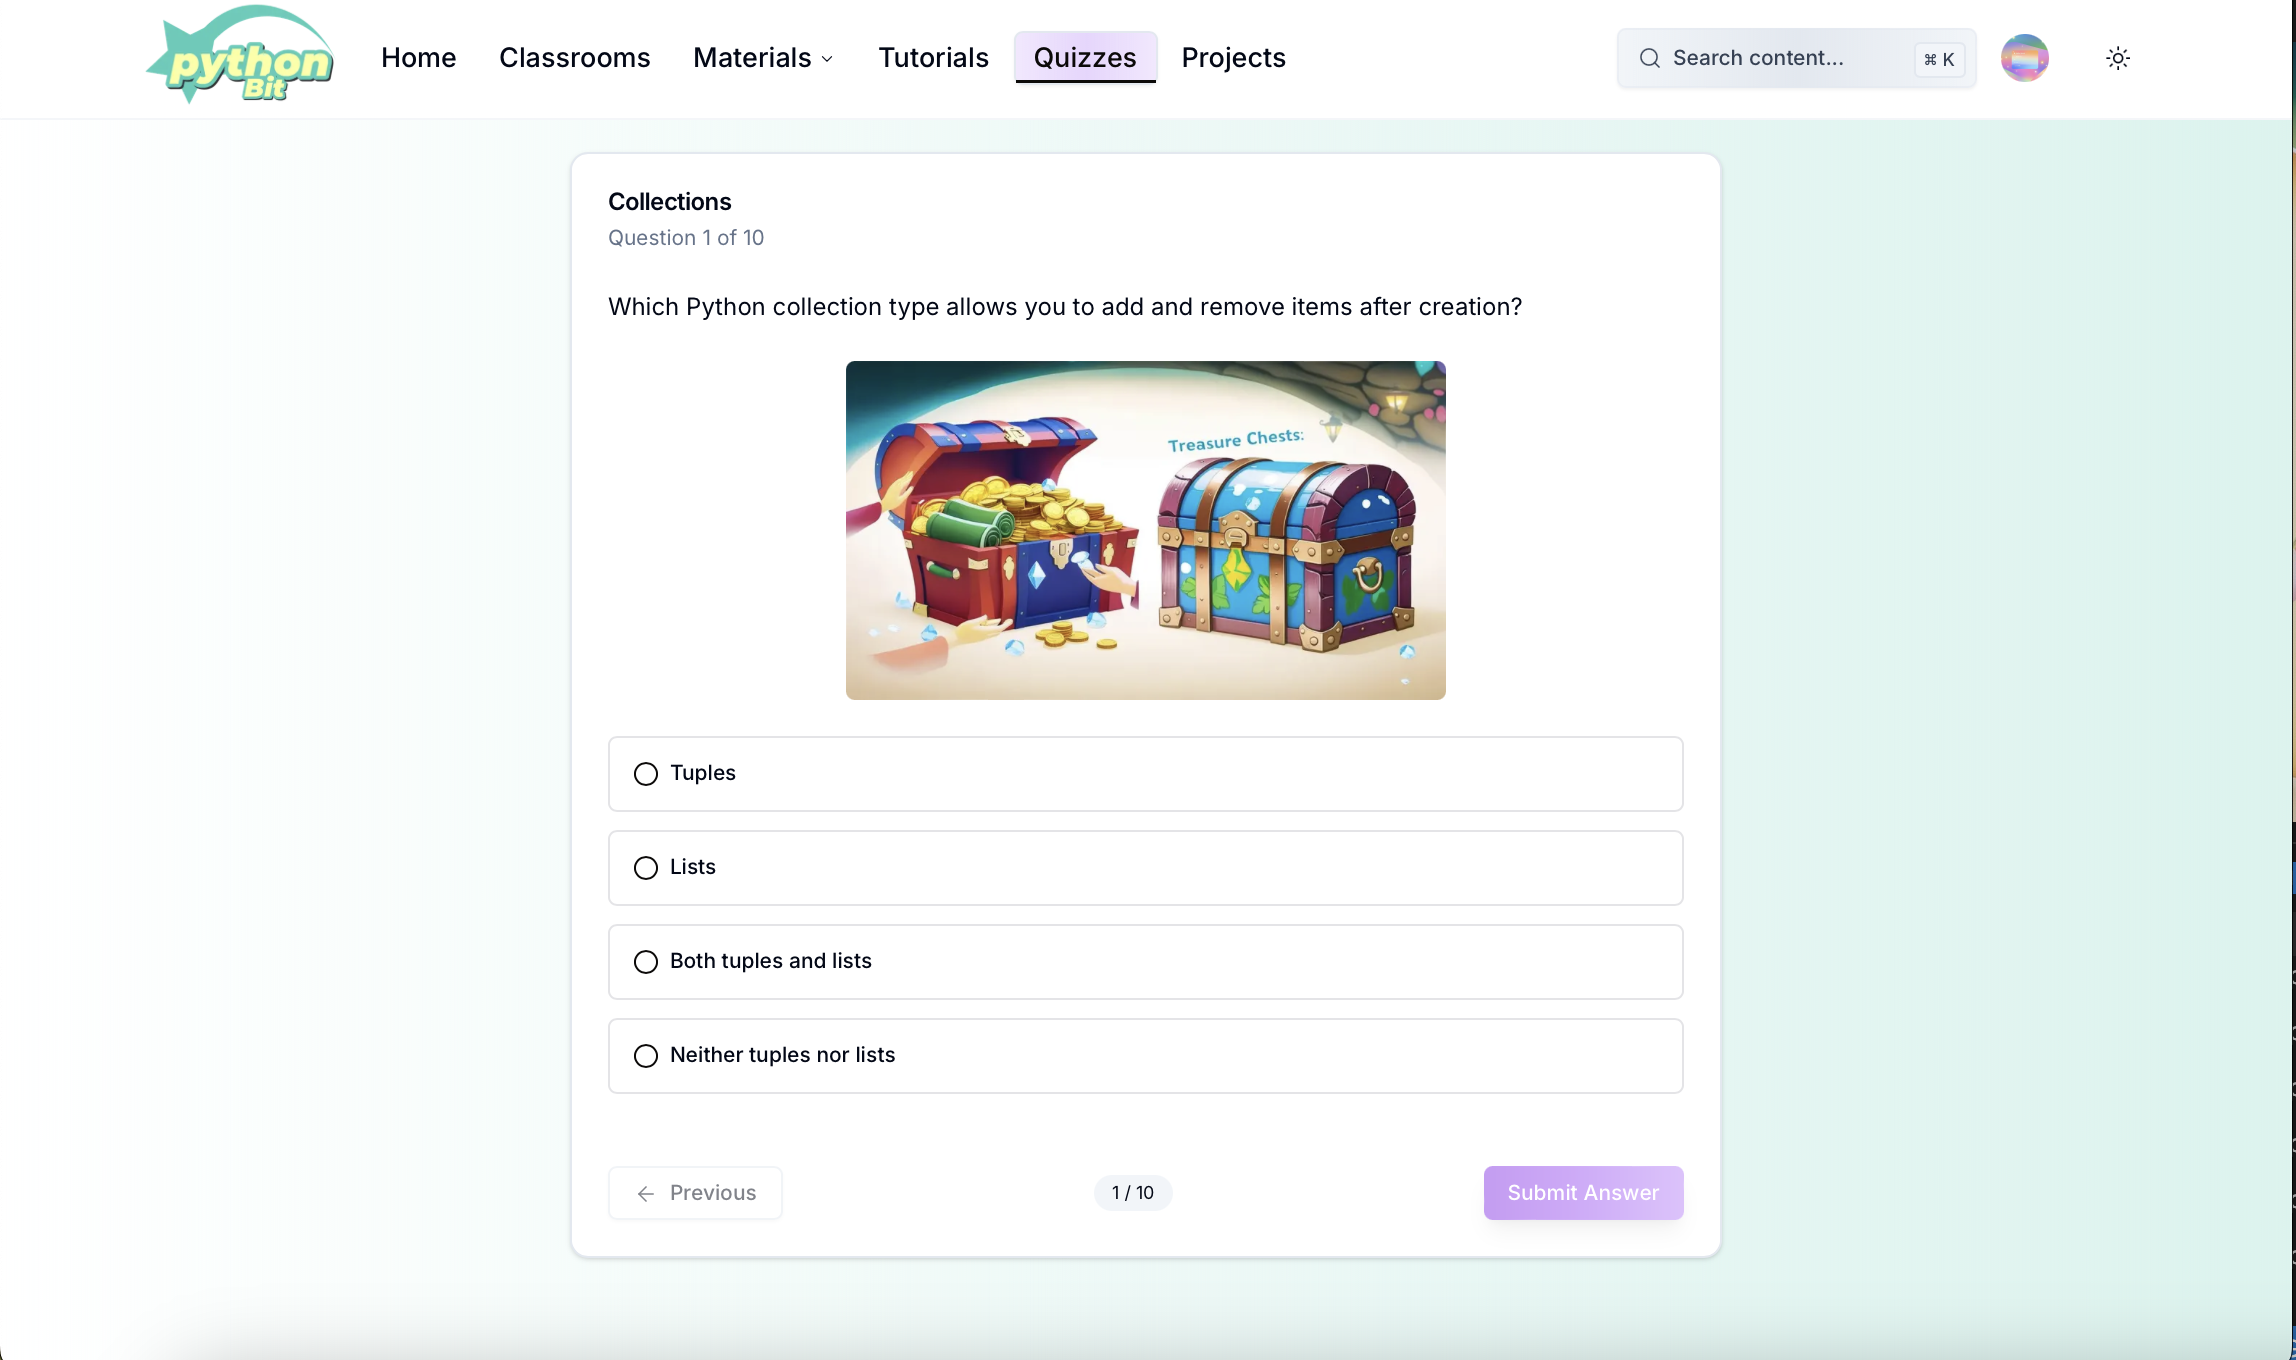 python
Bit
Home
Classrooms
Materials
Tutorials
Quizzes
Projects
Search content...
⌘ K
Collections
Question 1 of 10
Which Python collection type allows you to add and remove items after creation?
Treasure Chests:
Tuples
Lists
Both tuples and lists
Neither tuples nor lists
Previous
1 / 10
Submit Answer